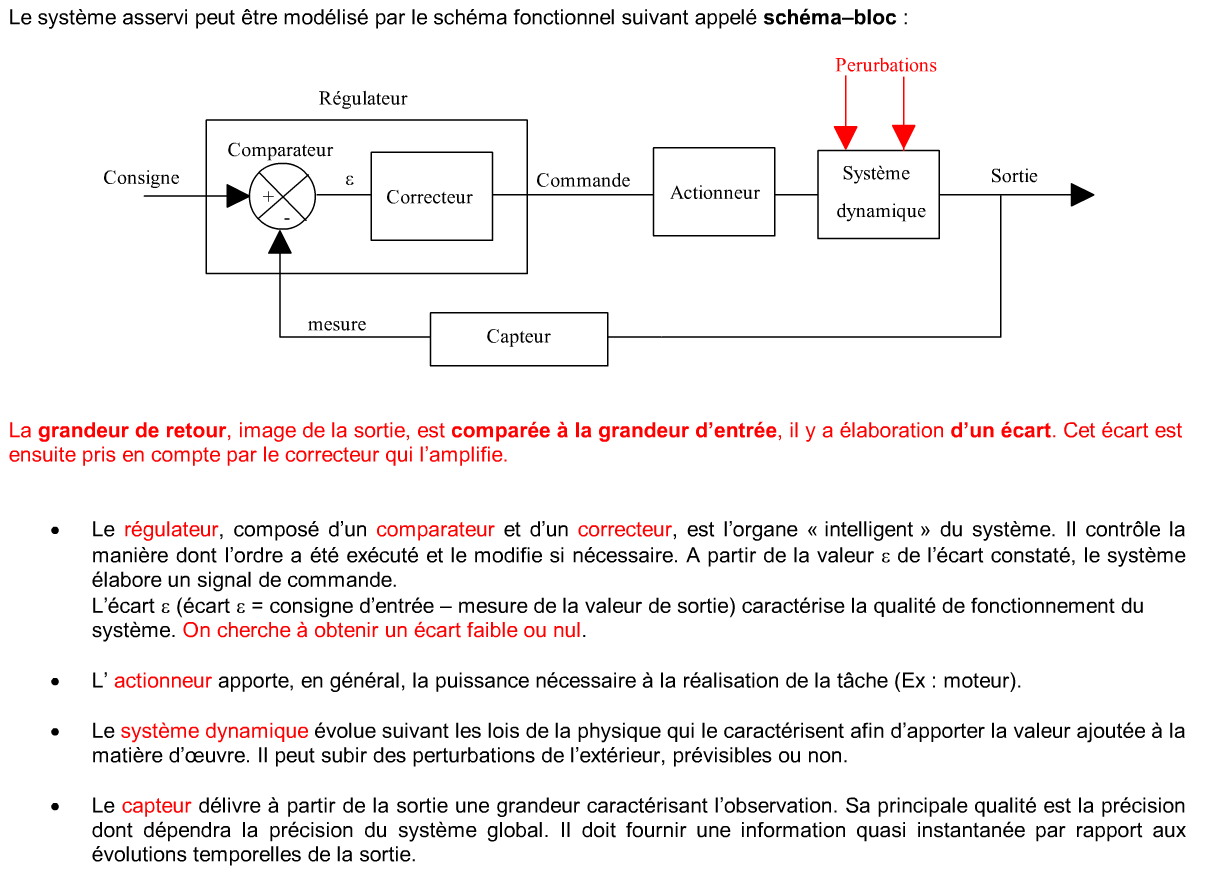 Le système asservi peut être modélisé par le schéma fonctionnel suivant appelé schéma–bloc :
Perurbations
Régulateur
Comparateur
Consigne
+
-
ε
Correcteur
Commande
Actionneur
Système
dynamique
Sortie
mesure
Capteur
La grandeur de retour, image de la sortie, est comparée à la grandeur d’entrée, il y a élaboration d’un écart. Cet écart est
ensuite pris en compte par le correcteur qui l’amplifie.
• Le régulateur, composé d’un comparateur et d’un correcteur, est l’organe « intelligent » du système. Il contrôle la
manière dont l’ordre a été exécuté et le modifie si nécessaire. A partir de la valeur ε de l’écart constaté, le système
élabore un signal de commande.
L’écart ε (écart ε = consigne d’entrée – mesure de la valeur de sortie) caractérise la qualité de fonctionnement du
système. On cherche à obtenir un écart faible ou nul.
• L’ actionneur apporte, en général, la puissance nécessaire à la réalisation de la tâche (Ex : moteur).
• Le système dynamique évolue suivant les lois de la physique qui le caractérisent afin d’apporter la valeur ajoutée à la
matière d’œuvre. Il peut subir des perturbations de l’extérieur, prévisibles ou non.
• Le capteur délivre à partir de la sortie une grandeur caractérisant l’observation. Sa principale qualité est la précision
dont dépendra la précision du système global. Il doit fournir une information quasi instantanée par rapport aux
évolutions temporelles de la sortie.